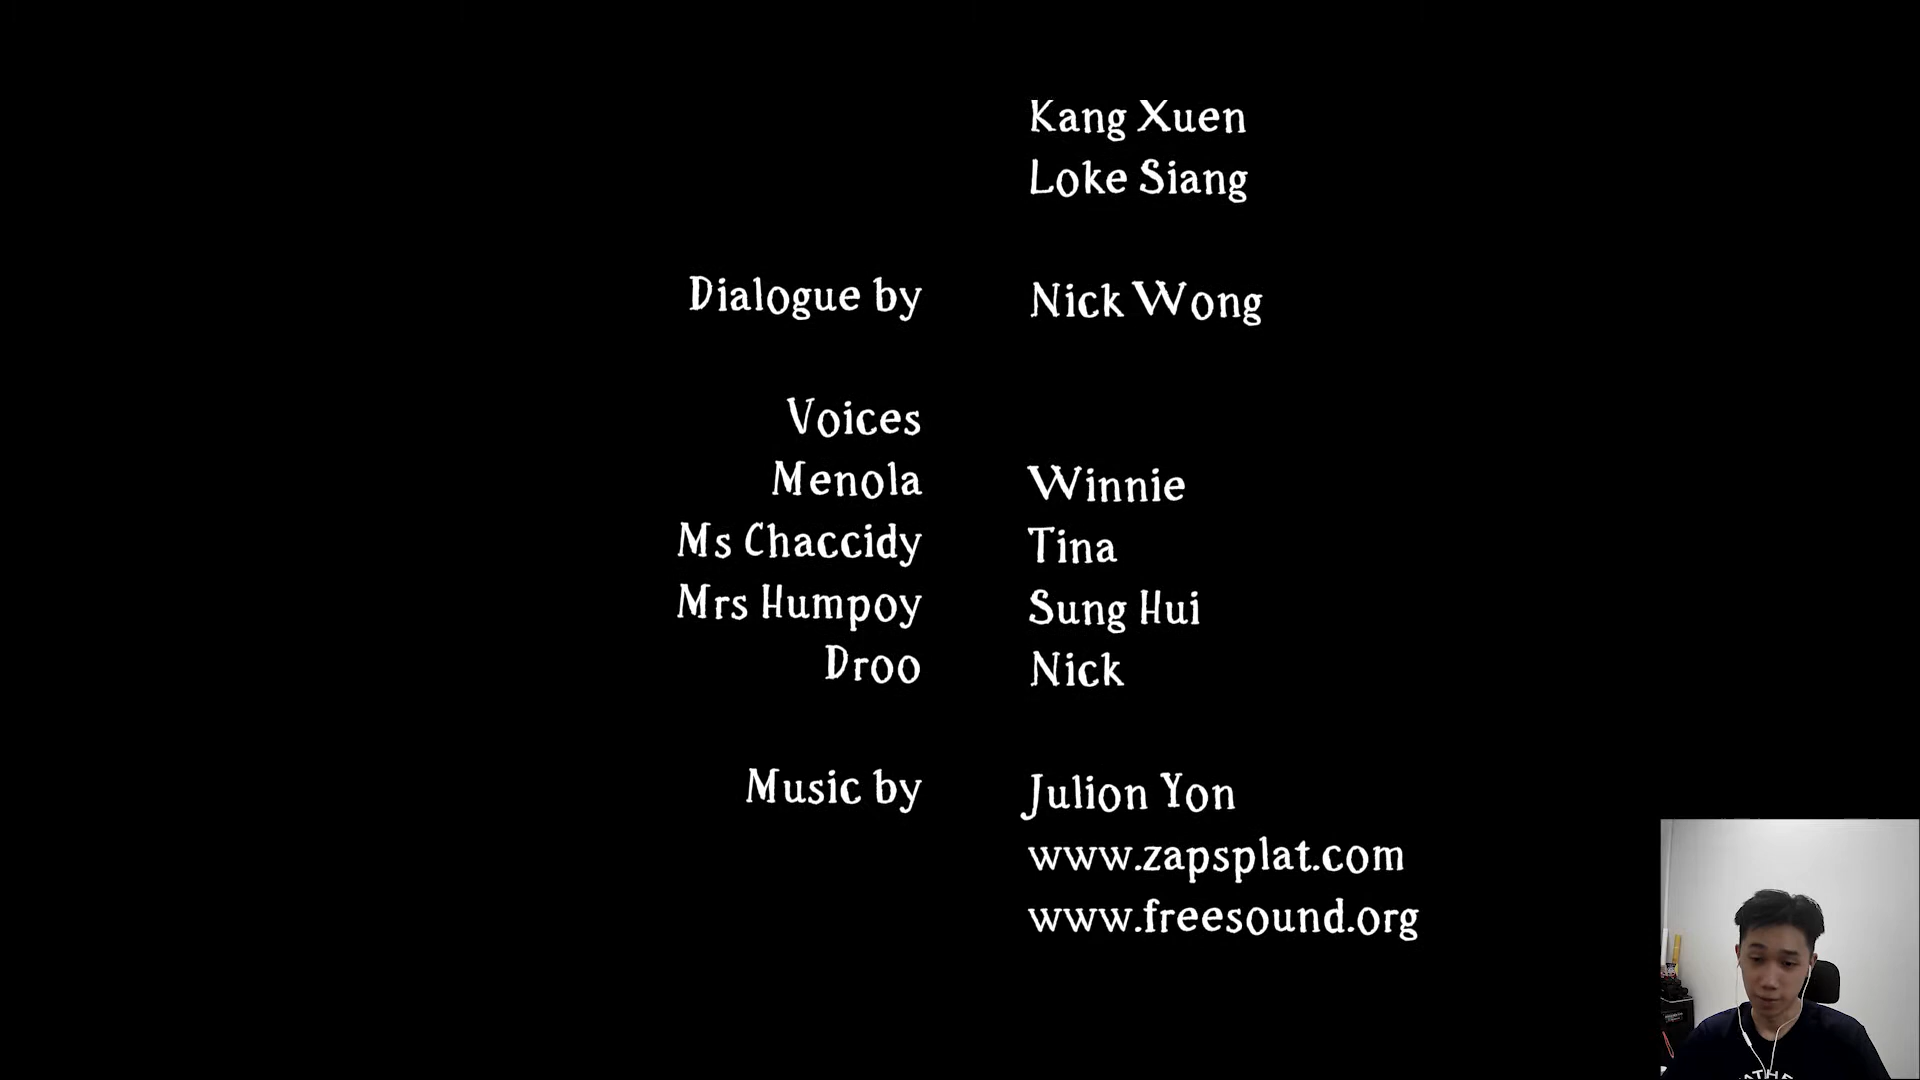 Kang Xuen
Loke Siang
Dialogue by Nick Wong
Voices
Menola Winnie
Ms Chaccidy Tina
Mrs Humpoy Sung Hui
Droo Nick
Music by Julion Yon
www.zapsplat.com
www.freesound.org